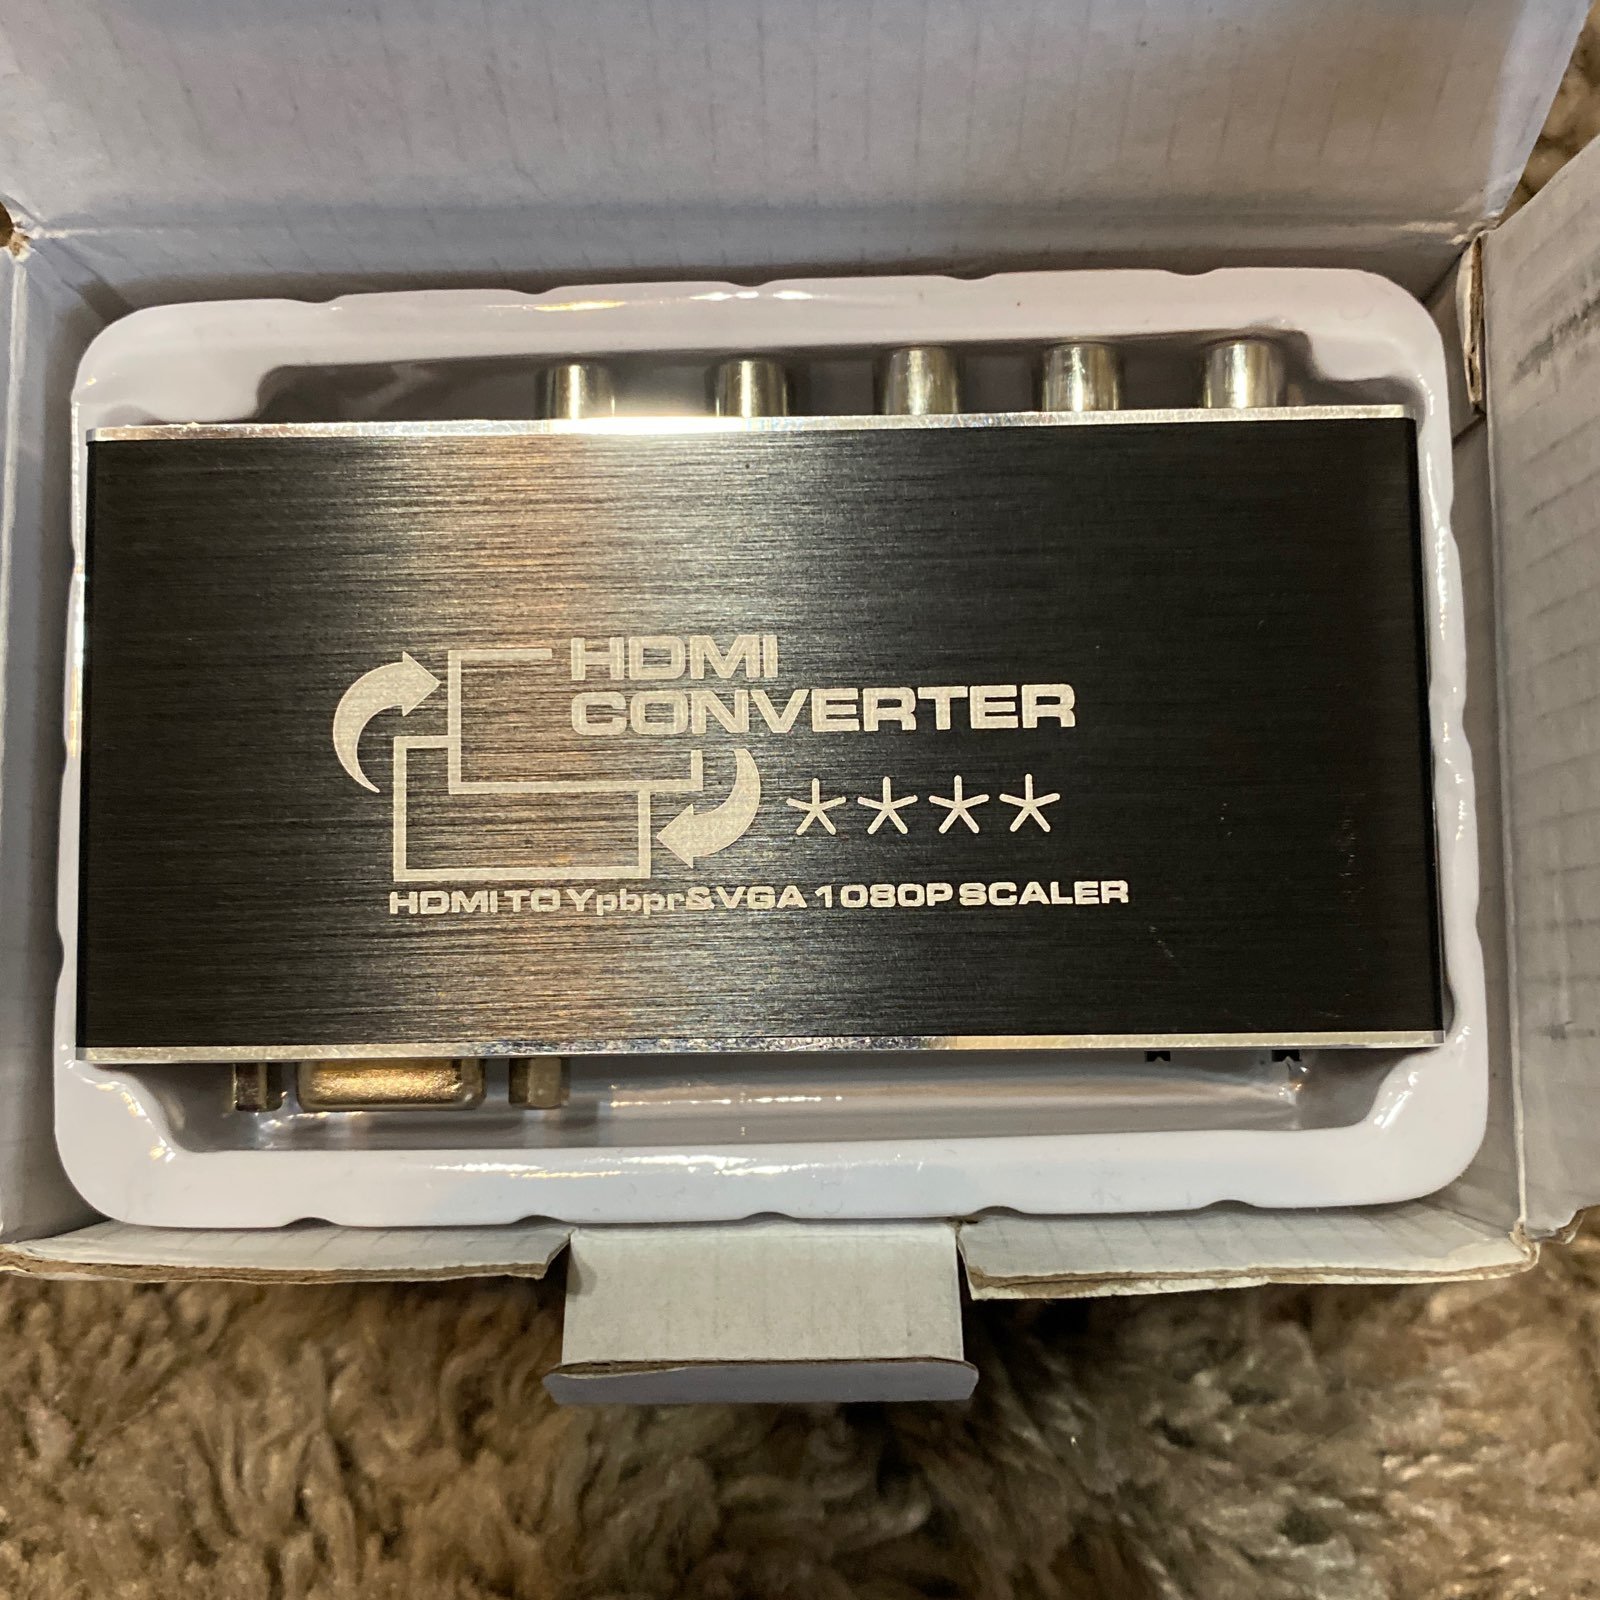 HDMI
CONVERTER
****
HDMI TO Ypbpr&VGA 1080P SCALER